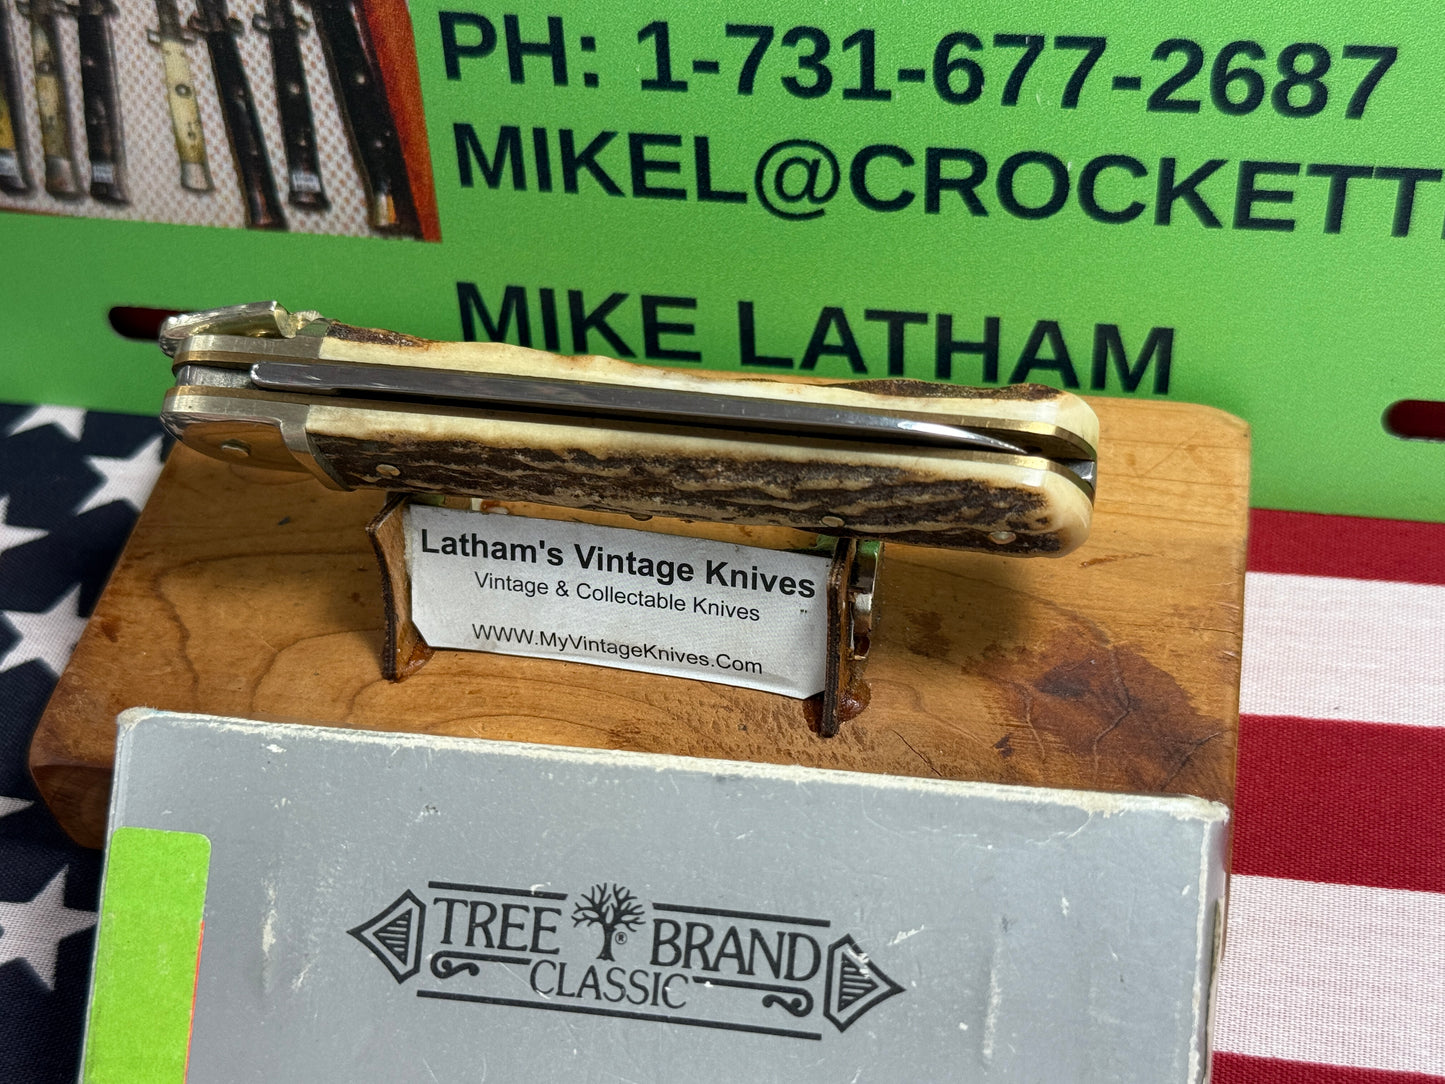 PH: 1-731-677-2687
MIKEL@CROCKETT
MIKE LATHAM
Latham's Vintage Knives
Vintage & Collectable Knives
"
WWW.MyVintageKnives.Com
TREE ® BRAND
CLASSIC